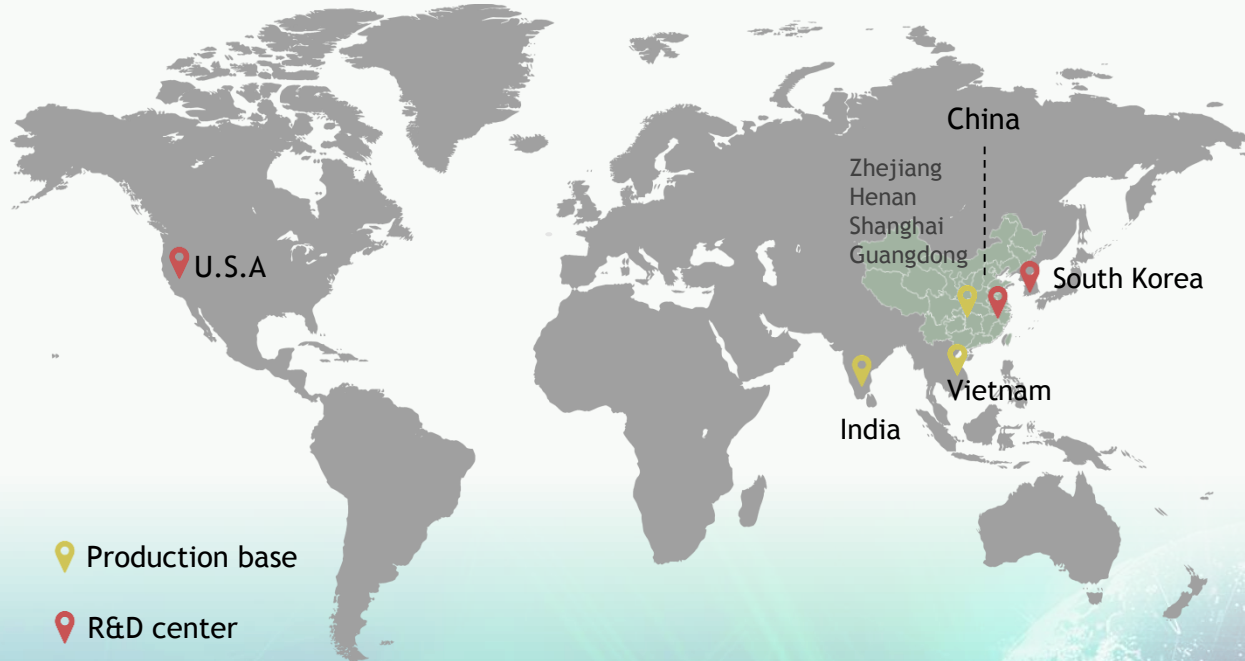 China
Zhejiang
Henan
Shanghai
Guangdong
U.S.A
South Korea
Vietnam
India
Production base
R&D center